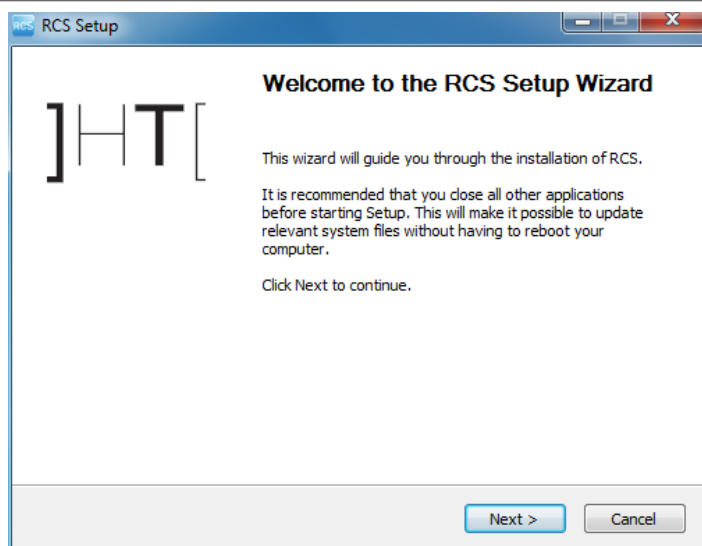 RCS RCS Setup
Welcome to the RCS Setup Wizard
]HT[
This wizard will guide you through the installation of RCS.
It is recommended that you close all other applications
before starting Setup. This will make it possible to update
relevant system files without having to reboot your
computer.
Click Next to continue.
Next >
Cancel